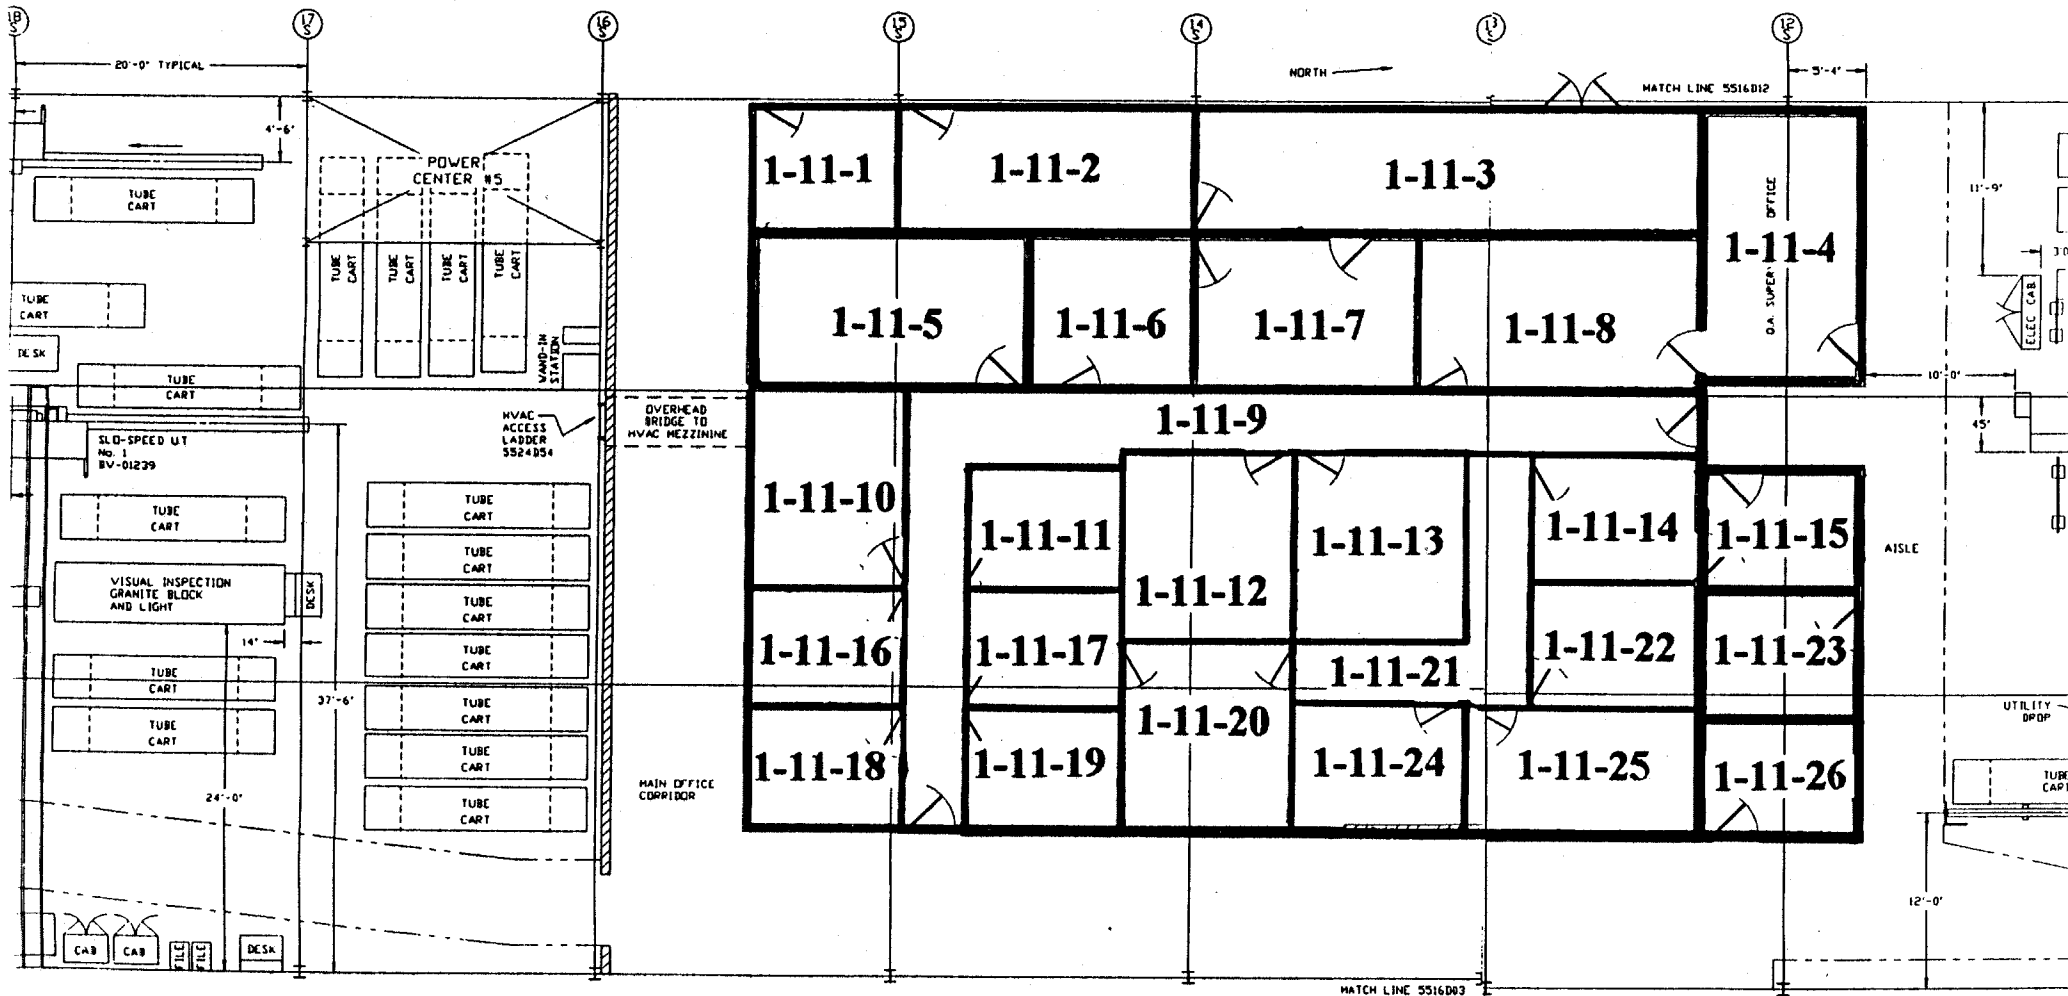 18
S
17
S
16
S
15
S
14
S
13
12
S
20'-0" TYPICAL
NORTH
5'-4"
MATCH LINE 5516D12
4'-6"
POWER
CENTER #5
TUBE
CART
1-11-1
1-11-2
1-11-3
1-11-4
Q.A. SUPER
OFFICE
11'-9"
ELEC CAB.
TUBE
CART
TUBE
CART
TUBE
CART
TUBE
CART
TUBE
CART
DESK
WAND-IN
STATION
1-11-5
1-11-6
1-11-7
1-11-8
TUBE
CART
10'-0"
45"
HVAC
ACCESS
LADDER
5524D54
OVERHEAD
BRIDGE TO
HVAC MEZZININE
1-11-9
SLO-SPEED UT
No. 1
BV-01239
TUBE
CART
TUBE
CART
1-11-10
1-11-11
1-11-12
1-11-13
1-11-14
1-11-15
AISLE
TUBE
CART
VISUAL INSPECTION
GRANITE BLOCK
AND LIGHT
DESK
TUBE
CART
14"
TUBE
CART
1-11-16
1-11-17
1-11-21
1-11-22
1-11-23
TUBE
CART
37'-6"
TUBE
CART
TUBE
CART
1-11-20
UTILITY
DROP
TUBE
CART
1-11-18
1-11-19
1-11-24
1-11-25
1-11-26
24'-0"
MAIN OFFICE
CORRIDOR
TUBE
CART
TUBE
CART
12'-0"
CAB
CAB
FILE
FILE
DESK
MATCH LINE 5516D03